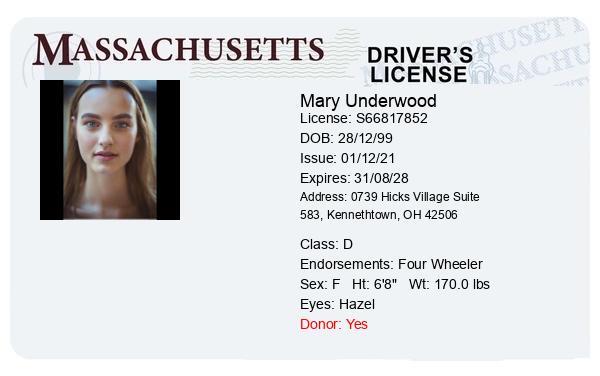 MASSACHUSETTS
DRIVER'S
LICENSE
Mary Underwood
License: S66817852
DOB: 28/12/99
Issue: 01/12/21
Expires: 31/08/28
Address: 0739 Hicks Village Suite
583, Kennethtown, OH 42506
Class: D
Endorsements: Four Wheeler
Sex: F Ht: 6'8" Wt: 170.0 lbs
Eyes: Hazel
Donor: Yes